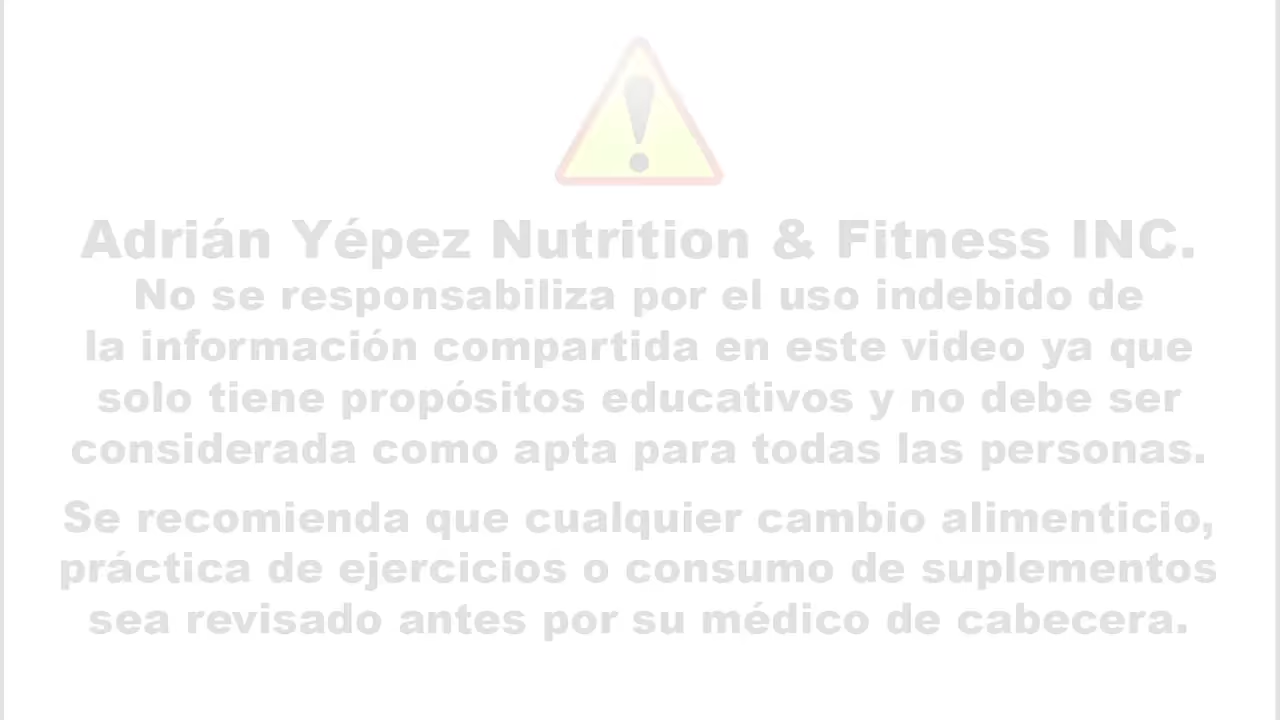 Adrián Yépez Nutrition & Fitness INC.
No se responsabiliza por el uso indebido de
la información compartida en este video ya que
solo tiene propósitos educativos y no debe ser
considerada como apta para todas las personas.
Se recomienda que cualquier cambio alimenticio,
práctica de ejercicios o consumo de suplementos
sea revisado antes por su médico de cabecera.